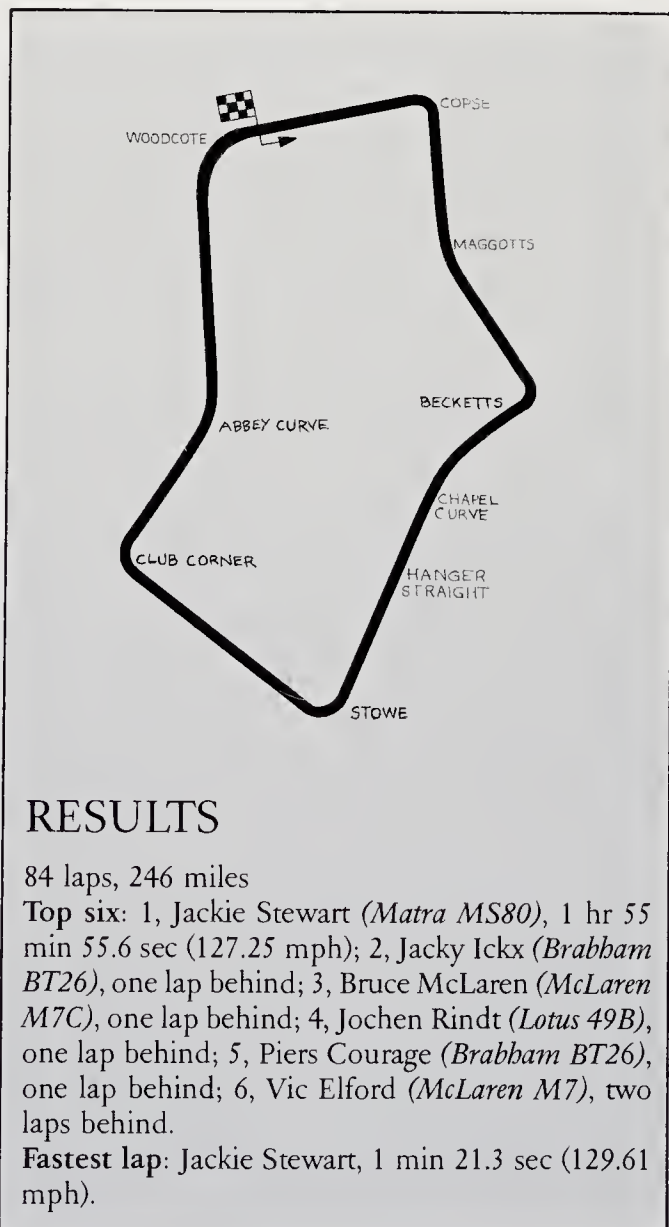 COPSE
WOODCOTE
MAGGOTTS
BECKETTS
ABBEY CURVE
CHAPEL
CURVE
CLUB CORNER
HANGER
STRAIGHT
STOWE
RESULTS
84 laps, 246 miles
Top six: 1, Jackie Stewart (Matra MS80), 1 hr 55
min 55.6 sec (127.25 mph); 2, Jacky Ickx (Brabham
BT26), one lap behind; 3, Bruce McLaren (McLaren
M7C), one lap behind; 4, Jochen Rindt (Lotus 49B),
one lap behind; 5, Piers Courage (Brabham BT26),
one lap behind; 6, Vic Elford (McLaren M7), two
laps behind.
Fastest lap: Jackie Stewart, 1 min 21.3 sec (129.61
mph).